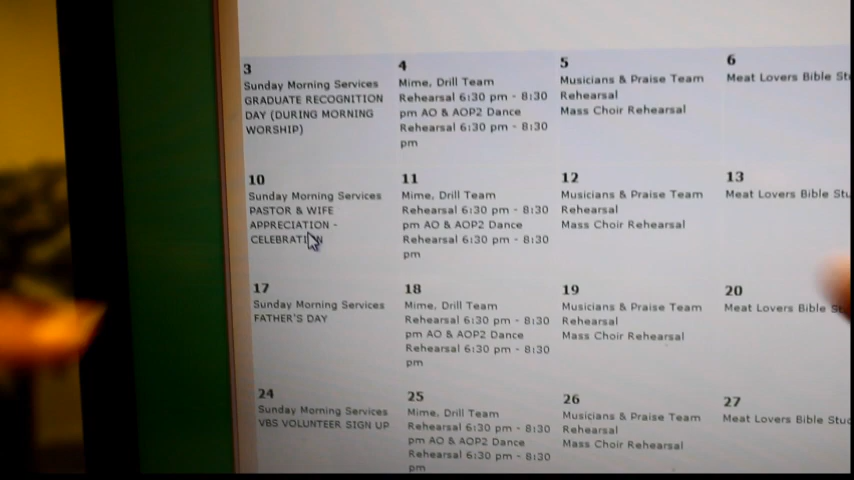 3
Sunday Morning Services
GRADUATE RECOGNITION
DAY (DURING MORNING
WORSHIP)
4
Mime, Drill Team
Rehearsal 6:30 pm - 8:30
pm AO & AOP2 Dance
Rehearsal 6:30 pm - 8:30
pm
5
Musicians & Praise Team
Rehearsal
Mass Choir Rehearsal
6
Meat Lovers Bible
10
Sunday Morning Services
PASTOR & WIFE
APPRECIATION -
CELEBRATION
11
Mime, Drill Team
Rehearsal 6:30 pm - 8:30
pm AO & AOP2 Dance
Rehearsal 6:30 pm - 8:30
pm
12
Musicians & Praise Team
Rehearsal
Mass Choir Rehearsal
13
Meat Lovers Bible
17
Sunday Morning Services
FATHER'S DAY
18
Mime, Drill Team
Rehearsal 6:30 pm - 8:30
pm AO & AOP2 Dance
Rehearsal 6:30 pm - 8:30
pm
19
Musicians & Praise Team
Rehearsal
Mass Choir Rehearsal
20
Meat Lovers Bible
24
Sunday Morning Services
VBS VOLUNTEER SIGN UP
25
Mime, Drill Team
Rehearsal 6:30 pm - 8:30
pm AO & AOP2 Dance
Rehearsal 6:30 pm - 8:30
pm
26
Musicians & Praise Team
Rehearsal
Mass Choir Rehearsal
27
Meat Lovers Bible